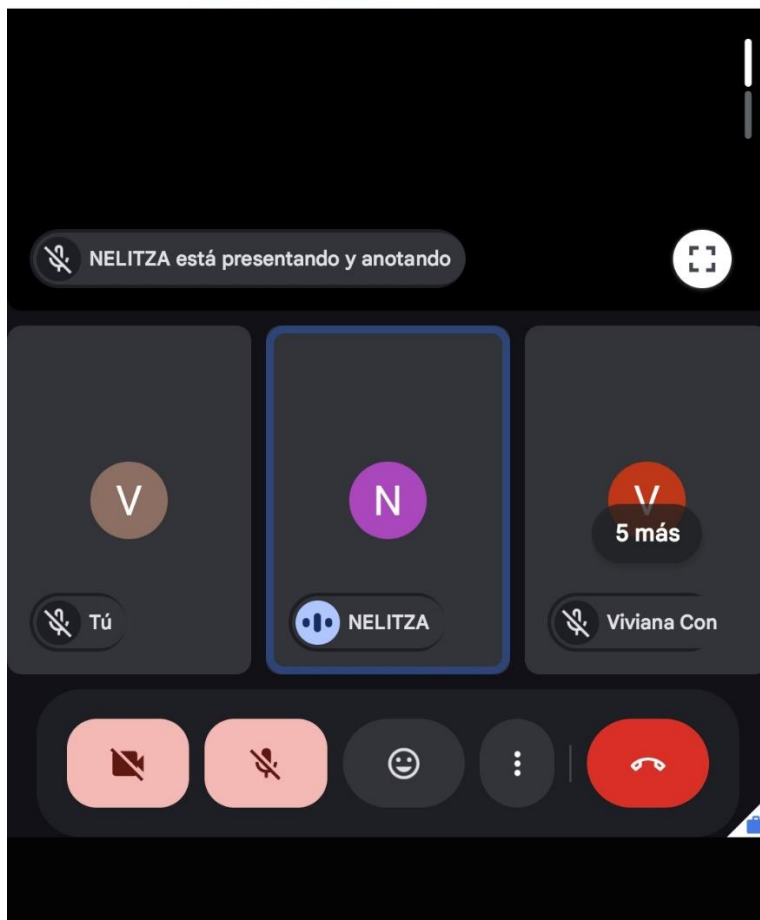 NELITZA está presentando y anotando
V
N
V
5 más
Tú
NELITZA
Viviana Con